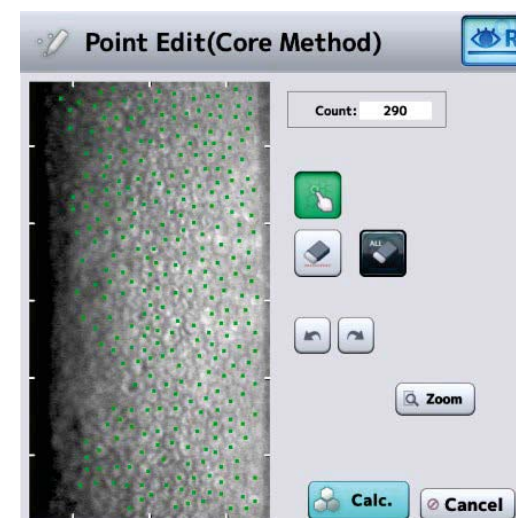 Point Edit(Core Method)
R
Count: 290
ALL
Zoom
Calc.
Cancel